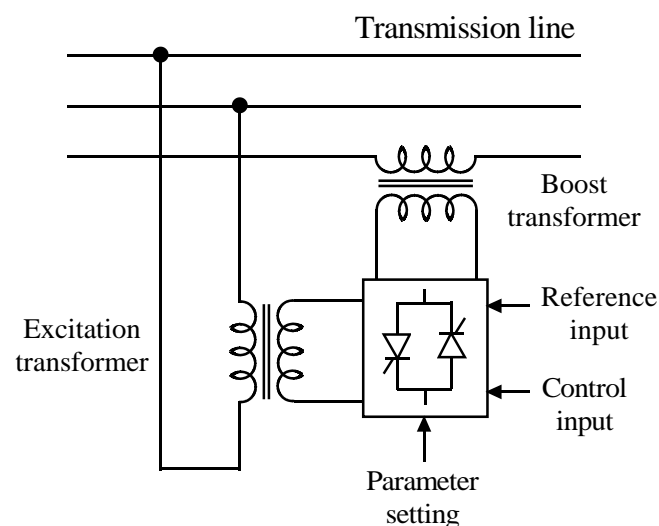 Transmission line
Boost
transformer
Excitation
transformer
Reference
input
Control
input
Parameter
setting